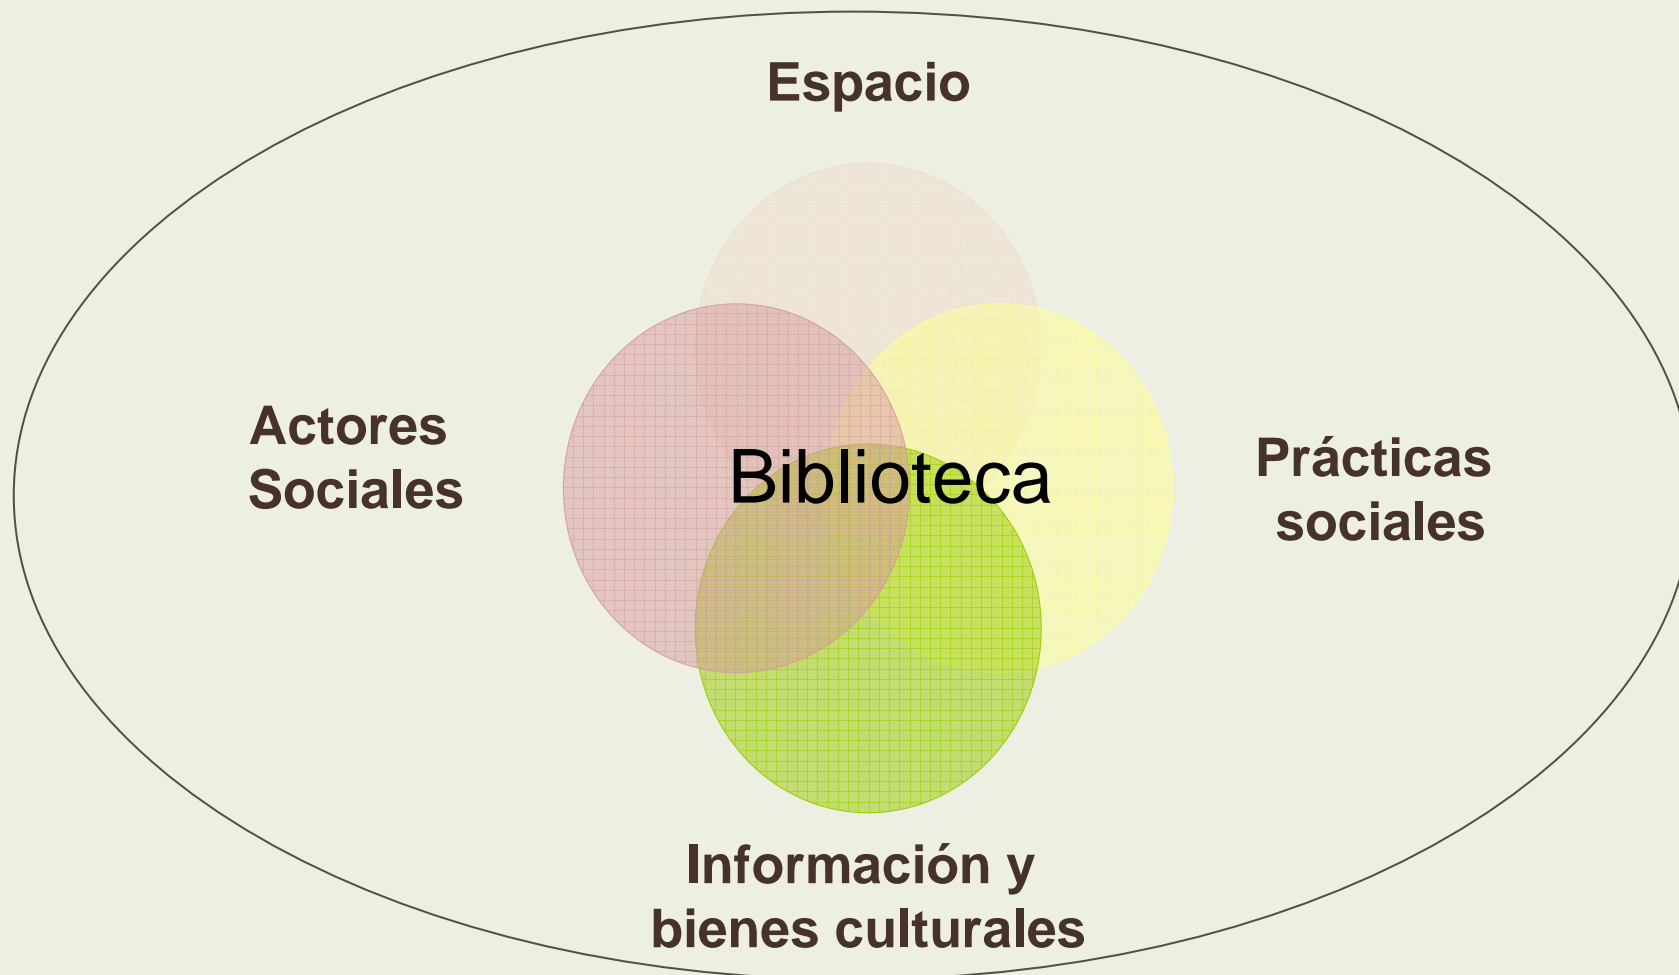 Espacio
Actores
Sociales
Biblioteca
Prácticas
sociales
Información y
bienes culturales